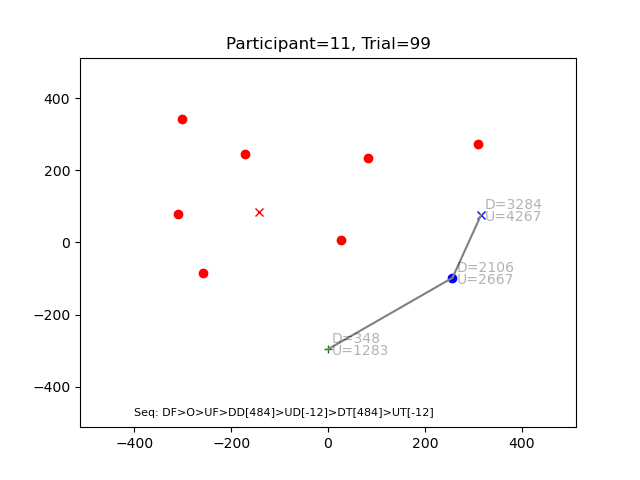 Participant=11, Trial=99
400
200
0
−200
−400
D=3284
U=4267
D=2106
U=2667
D=348
U=1283
Seq: DF>O>UF>DD[484]>UD[-12]>DT[484]>UT[-12]
−400 −200 0 200 400